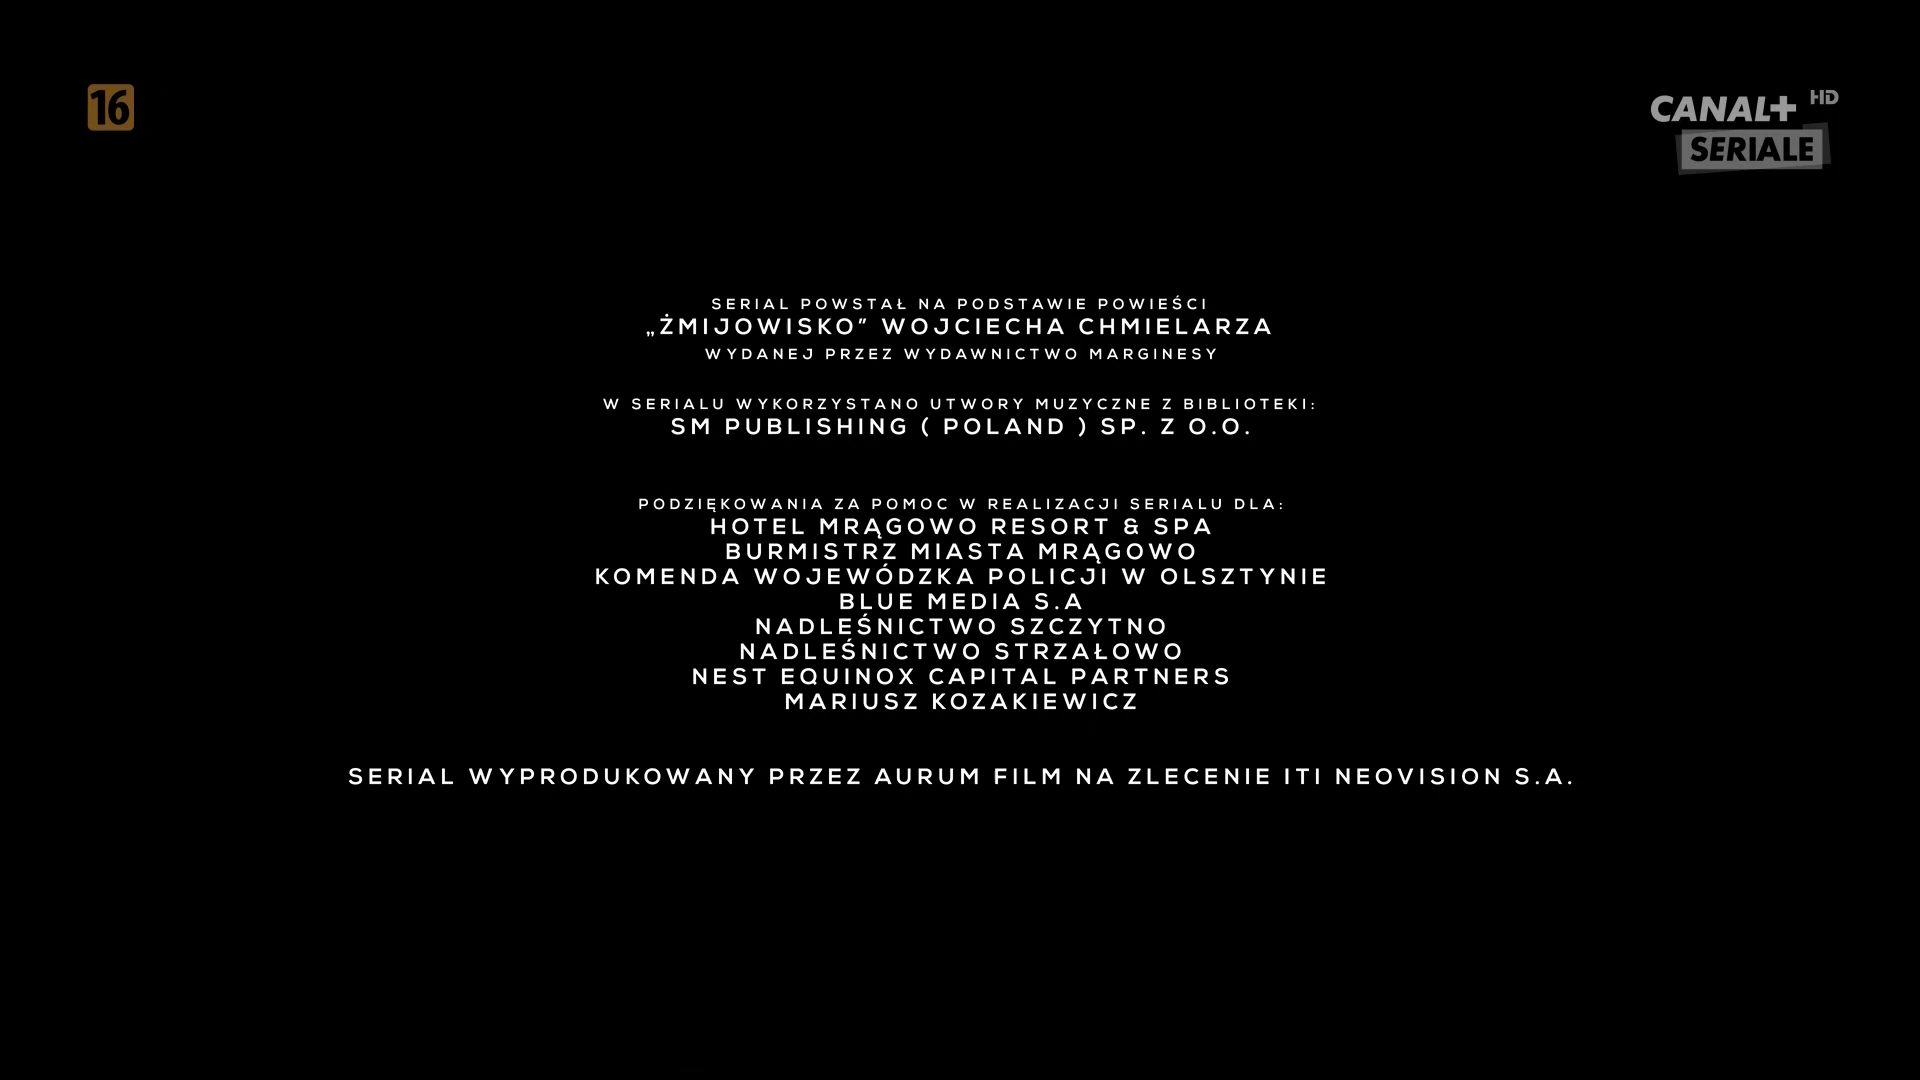 16
CANAL+ HD
SERIALE
SERIAL POWSTAŁ NA PODSTAWIE POWIEŚCI
„ŻMIJOWISKO” WOJCIECHA CHMIELARZA
WYDANEJ PRZEZ WYDAWNICTWO MARGINESY
W SERIALU WYKORZYSTANO UTWORY MUZYCZNE Z BIBLIOTEKI:
SM PUBLISHING ( POLAND ) SP. Z O.O.
PODZIĘKOWANIA ZA POMOC W REALIZACJI SERIALU DLA:
HOTEL MRĄGOWO RESORT & SPA
BURMISTRZ MIASTA MRĄGOWO
KOMENDA WOJEWÓDZKA POLICJI W OLSZTYNIE
BLUE MEDIA S.A
NADLEŚNICTWO SZCZYTNO
NADLEŚNICTWO STRZAŁOWO
NEST EQUINOX CAPITAL PARTNERS
MARIUSZ KOZAKIEWICZ
SERIAL WYPRODUKOWANY PRZEZ AURUM FILM NA ZLECENIE ITI NEOVISION S.A.